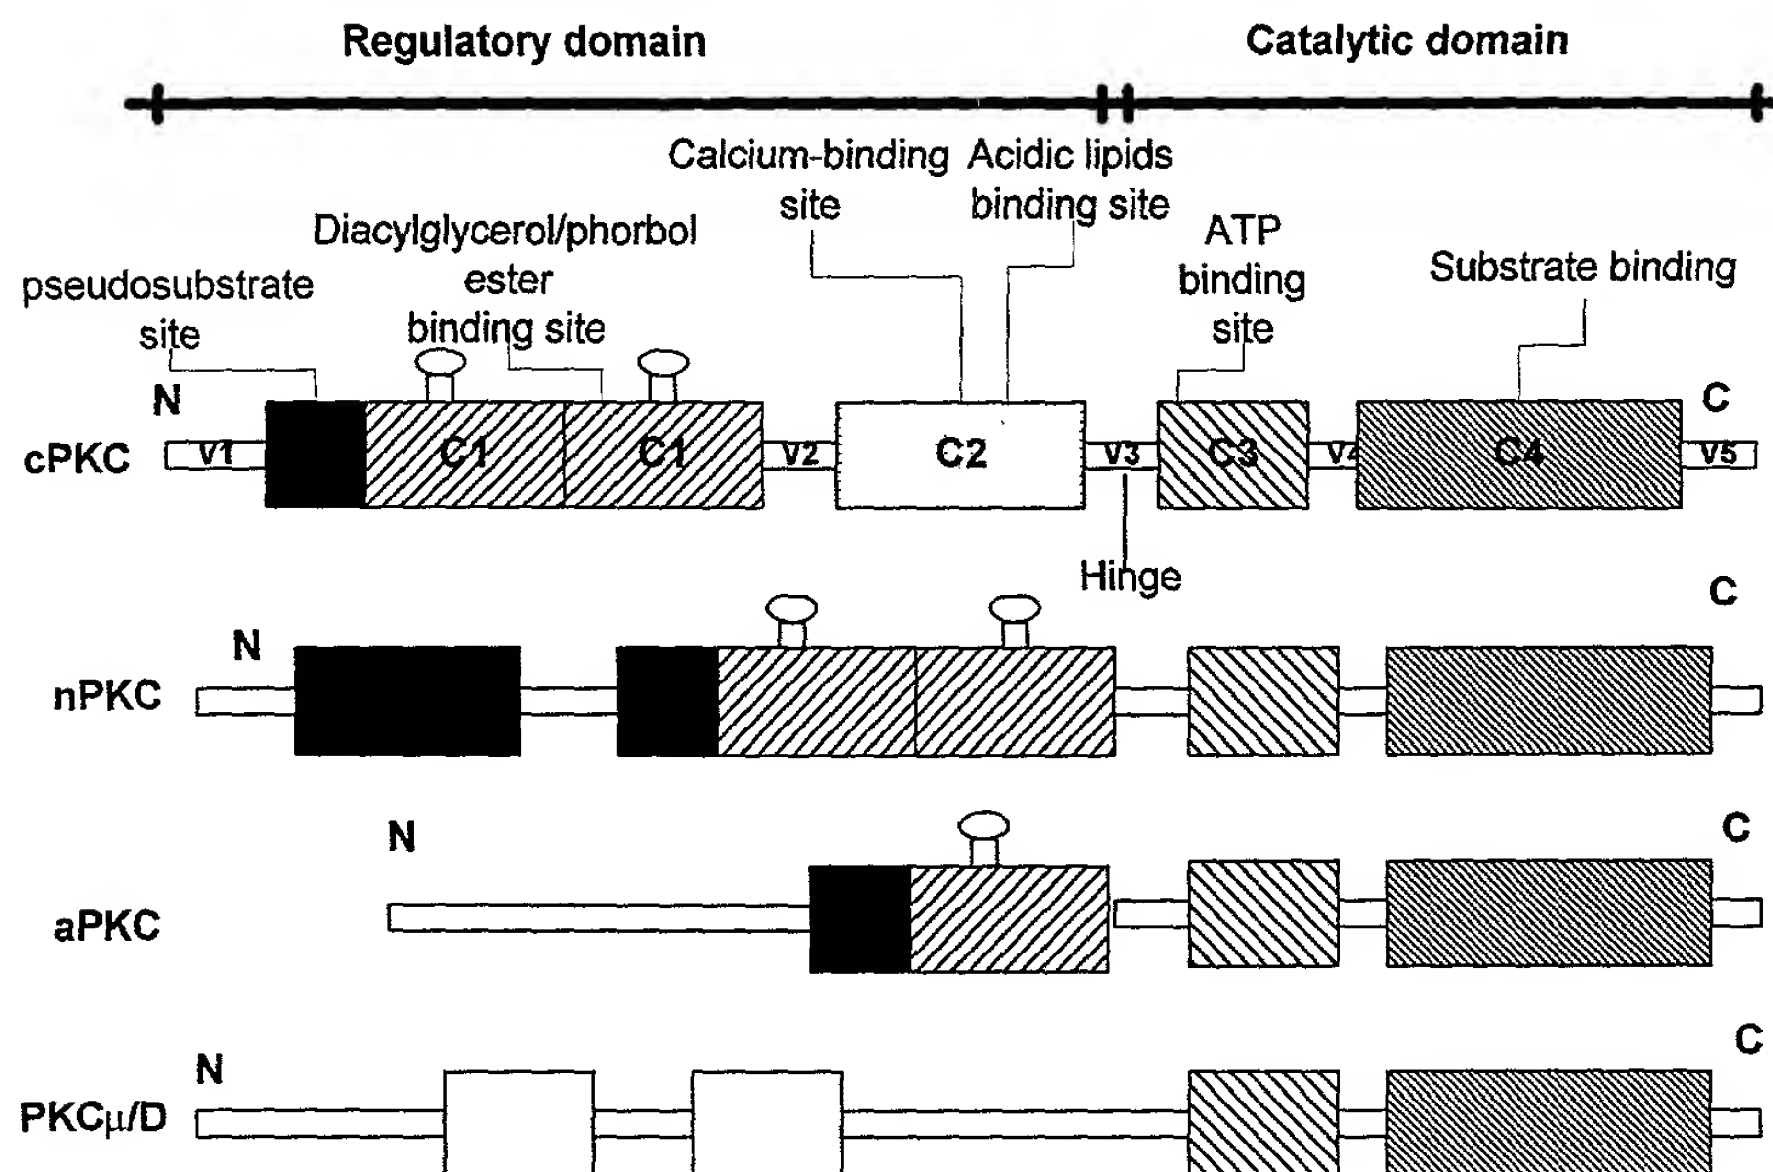 Regulatory domain
Catalytic domain
Calcium-binding
site
Acidic lipids
binding site
Diacylglycerol/phorbol
ester
binding site
ATP
binding
site
Substrate binding
pseudosubstrate
site
N
C
cPKC
V1
C1
C1
V2
C2
V3
C3
V4
C4
V5
Hinge
N
C
nPKC
N
C
aPKC
N
C
PKCμ/D